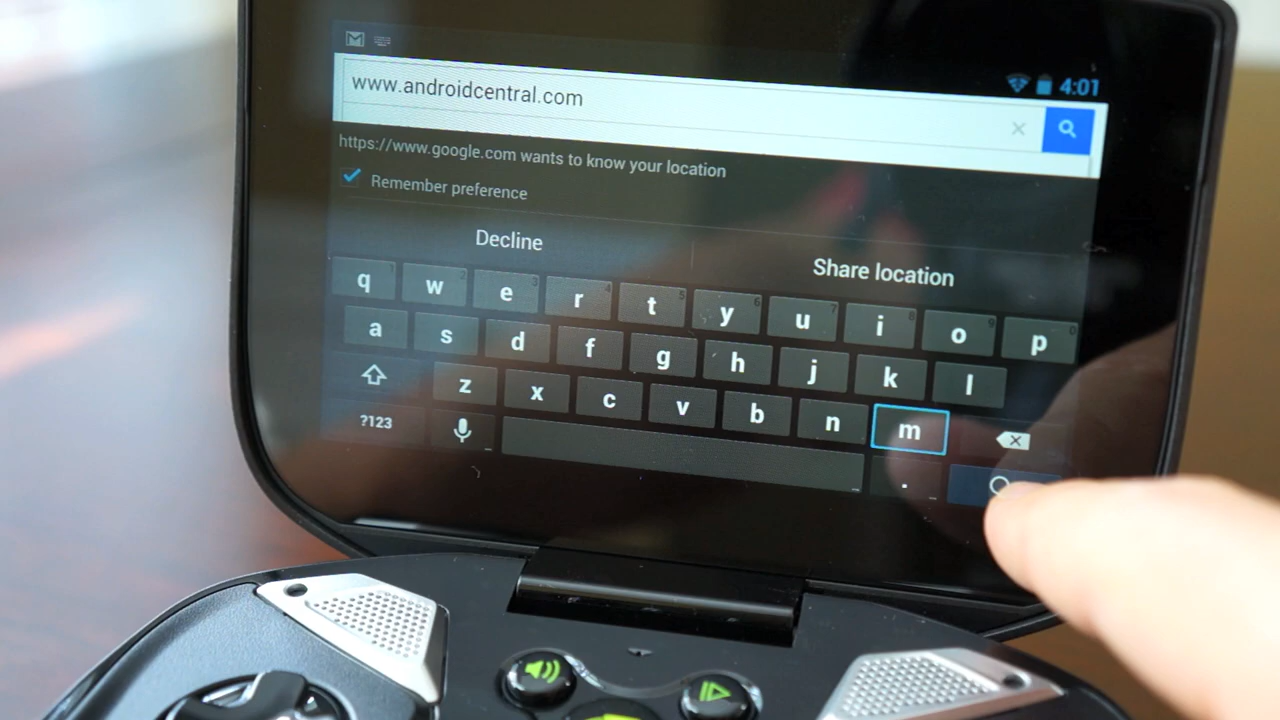 4:01
www.androidcentral.com
https://www.google.com wants to know your location
Remember preference
Decline Share location
q w e r t y u i o p
a s d f g h j k l
z x c v b n m
?123 .